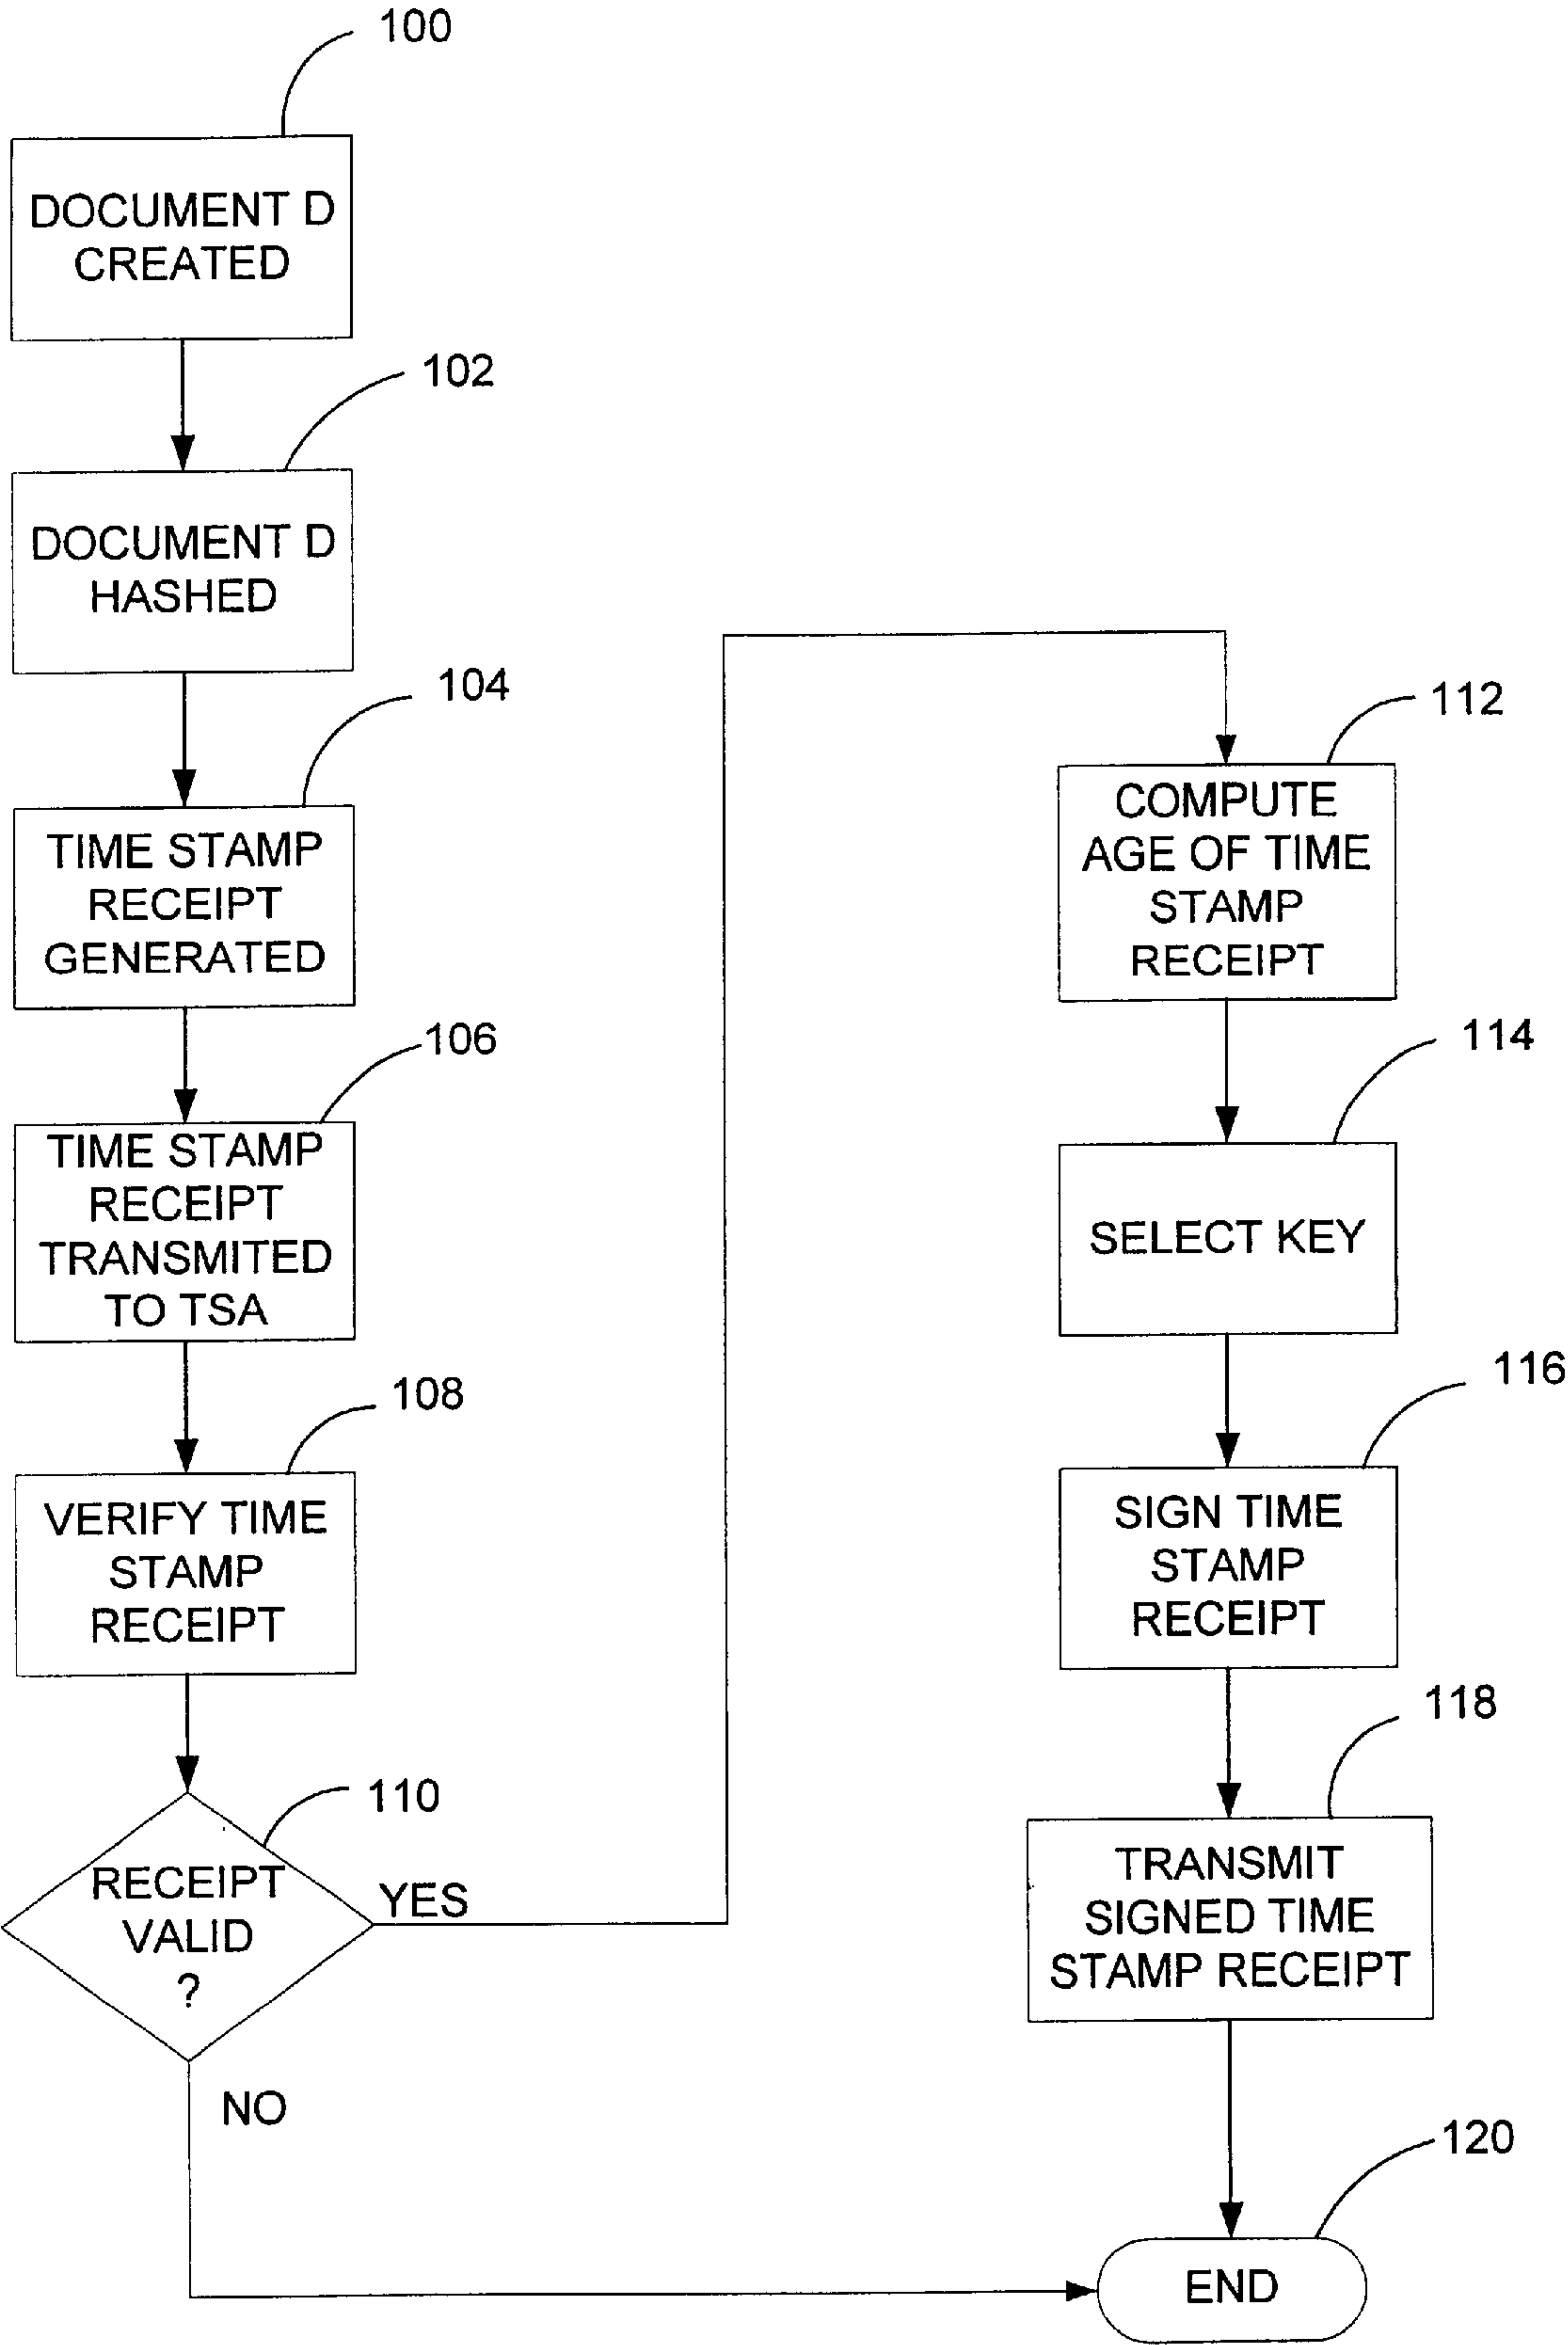 100
DOCUMENT D
CREATED
102
DOCUMENT D
HASHED
104
TIME STAMP
RECEIPT
GENERATED
106
TIME STAMP
RECEIPT
TRANSMITED
TO TSA
108
VERIFY TIME
STAMP
RECEIPT
110
RECEIPT
VALID
?
YES
NO
112
COMPUTE
AGE OF TIME
STAMP
RECEIPT
114
SELECT KEY
116
SIGN TIME
STAMP
RECEIPT
118
TRANSMIT
SIGNED TIME
STAMP RECEIPT
120
END